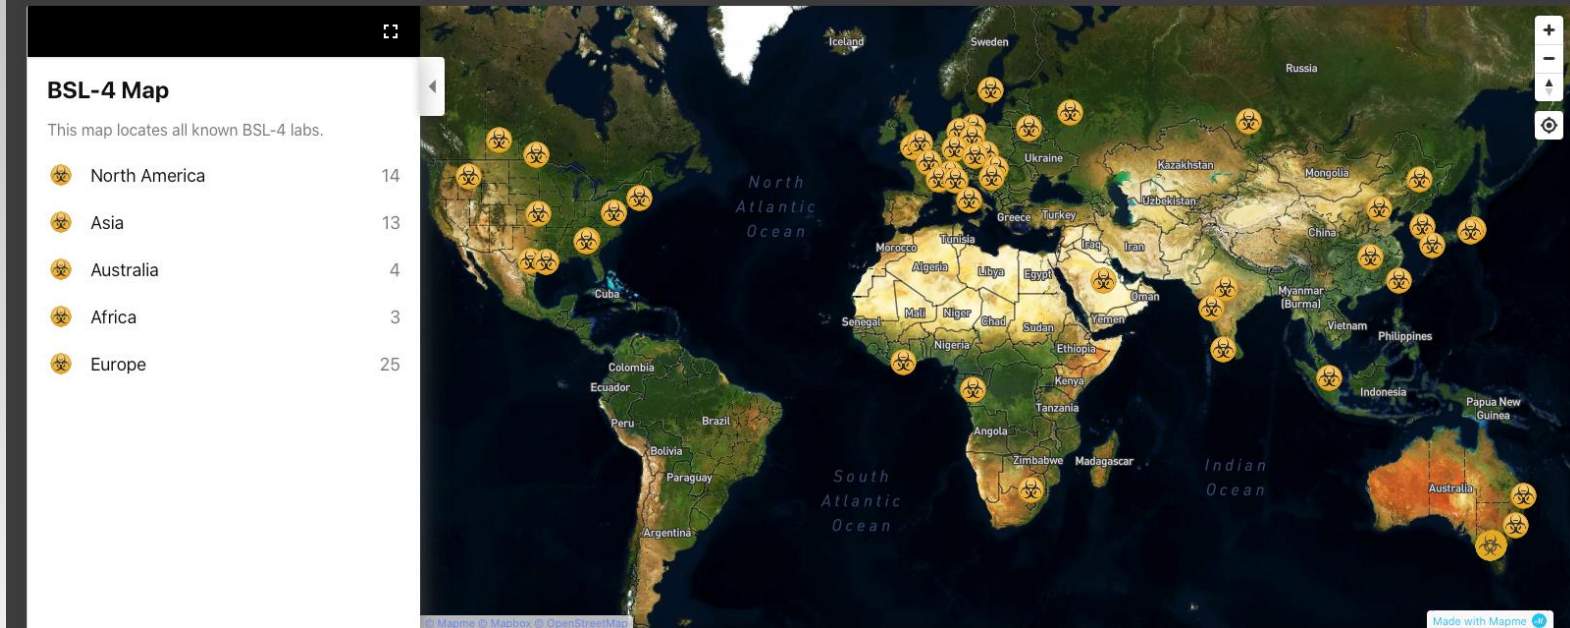 BSL-4 Map
This map locates all known BSL-4 labs.
North America 14
Asia 13
Australia 4
Africa 3
Europe 25
Iceland
Sweden
Russia
Ukraine
Kazakhstan
Mongolia
Uzbekistan
North
Atlantic
Ocean
Greece
Turkey
China
Morocco
Tunisia
Iraq
Iran
Algeria
Libya
Egypt
Cuba
Oman
Myanmar
(Burma)
Senegal
Mali
Niger
Chad
Sudan
Yemen
Vietnam
Philippines
Nigeria
Ethiopia
Colombia
Ecuador
Kenya
Indonesia
Papua New
Guinea
Tanzania
Peru
Brazil
Angola
Bolivia
Zimbabwe
Madagascar
Paraguay
South
Atlantic
Ocean
Indian
Ocean
Australia
Argentina
© Mapme © Mapbox © OpenStreetMap
Made with Mapme